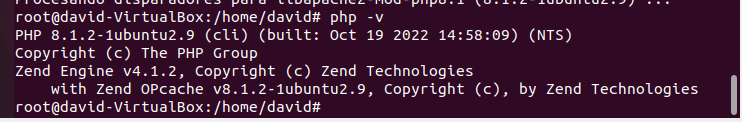 Procesando disparadores para libapache2-mod-php8.1 (8.1.2-1ubuntu2.9) ...
root@david-VirtualBox:/home/david# php -v
PHP 8.1.2-1ubuntu2.9 (cli) (built: Oct 19 2022 14:58:09) (NTS)
Copyright (c) The PHP Group
Zend Engine v4.1.2, Copyright (c) Zend Technologies
    with Zend OPcache v8.1.2-1ubuntu2.9, Copyright (c), by Zend Technologies
root@david-VirtualBox:/home/david#